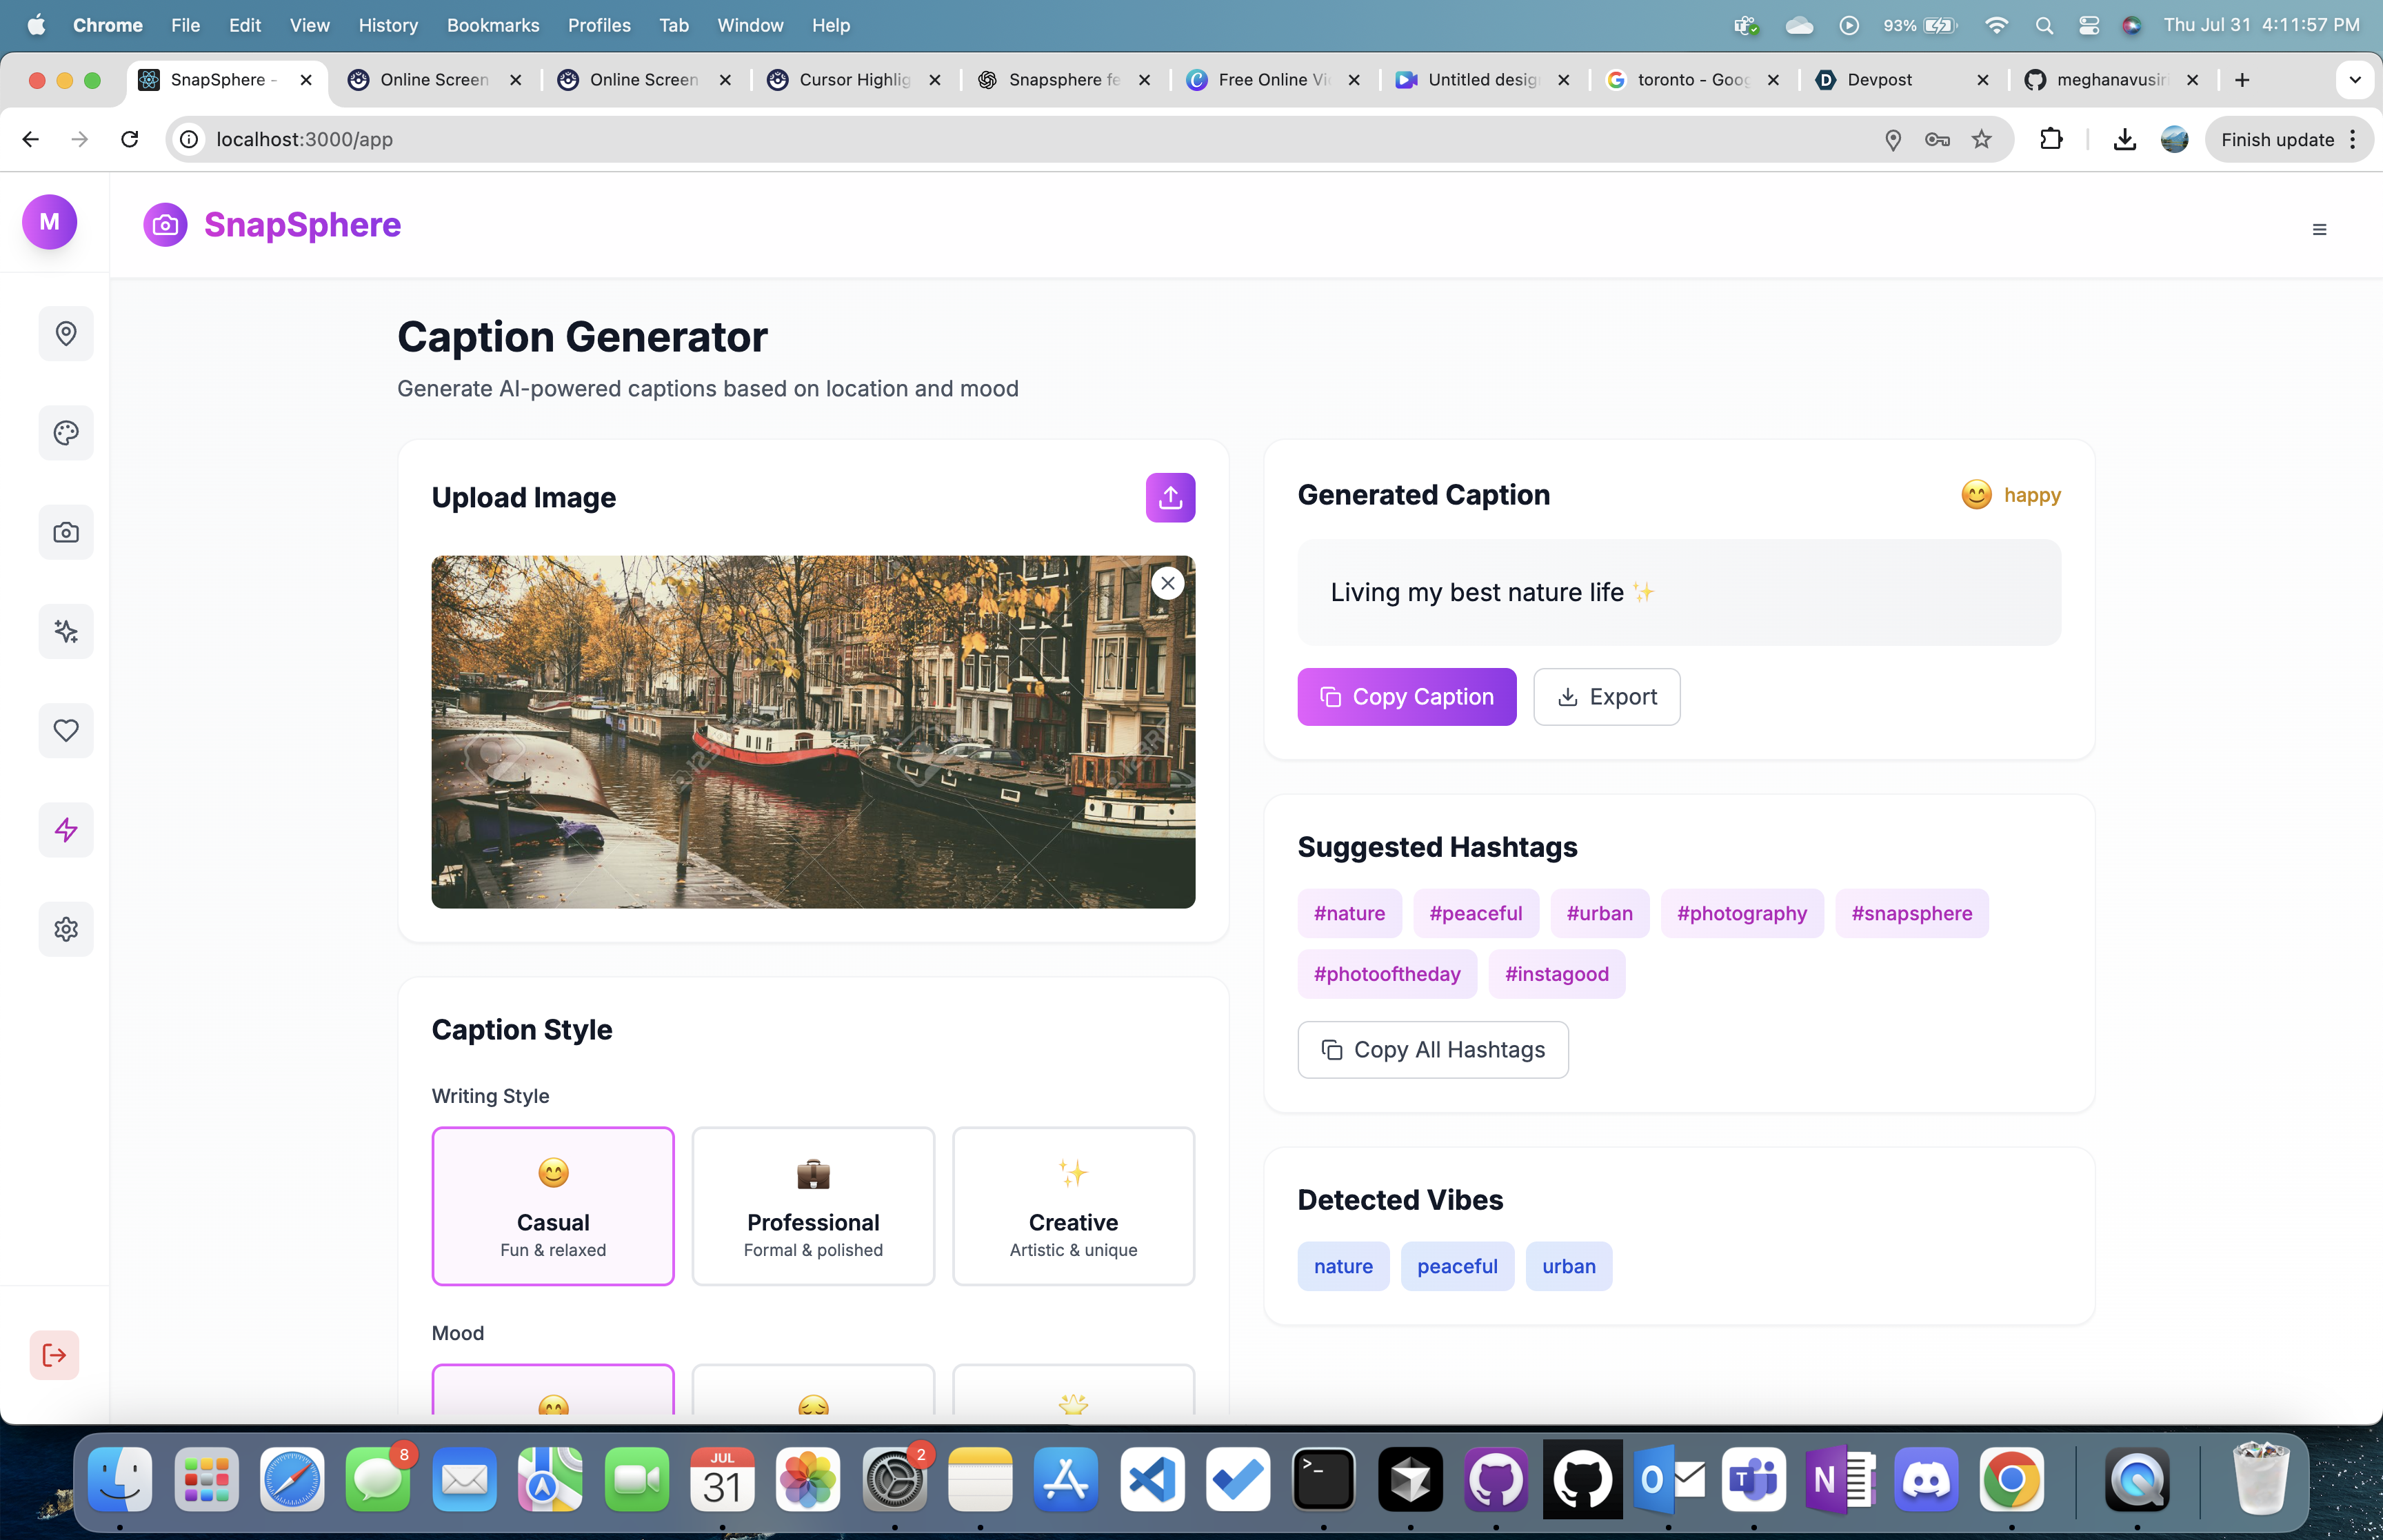 Chrome File Edit View History Bookmarks Profiles Tab Window Help 93% Thu Jul 31 4:11:57 PM
SnapSphere - Online Screen Online Screen Cursor Highlig Snapsphere fe Free Online Vi Untitled desig toronto - Goog Devpost meghanavusiri
localhost:3000/app Finish update
M SnapSphere
Caption Generator
Generate AI-powered captions based on location and mood
Upload Image
Caption Style
Writing Style
😊 💼 ✨
Casual Professional Creative
Fun & relaxed Formal & polished Artistic & unique
Mood
Generated Caption 😊 happy
Living my best nature life ✨
Copy Caption Export
Suggested Hashtags
#nature #peaceful #urban #photography #snapsphere
#photooftheday #instagood
Copy All Hashtags
Detected Vibes
nature peaceful urban
8 JUL 2
31